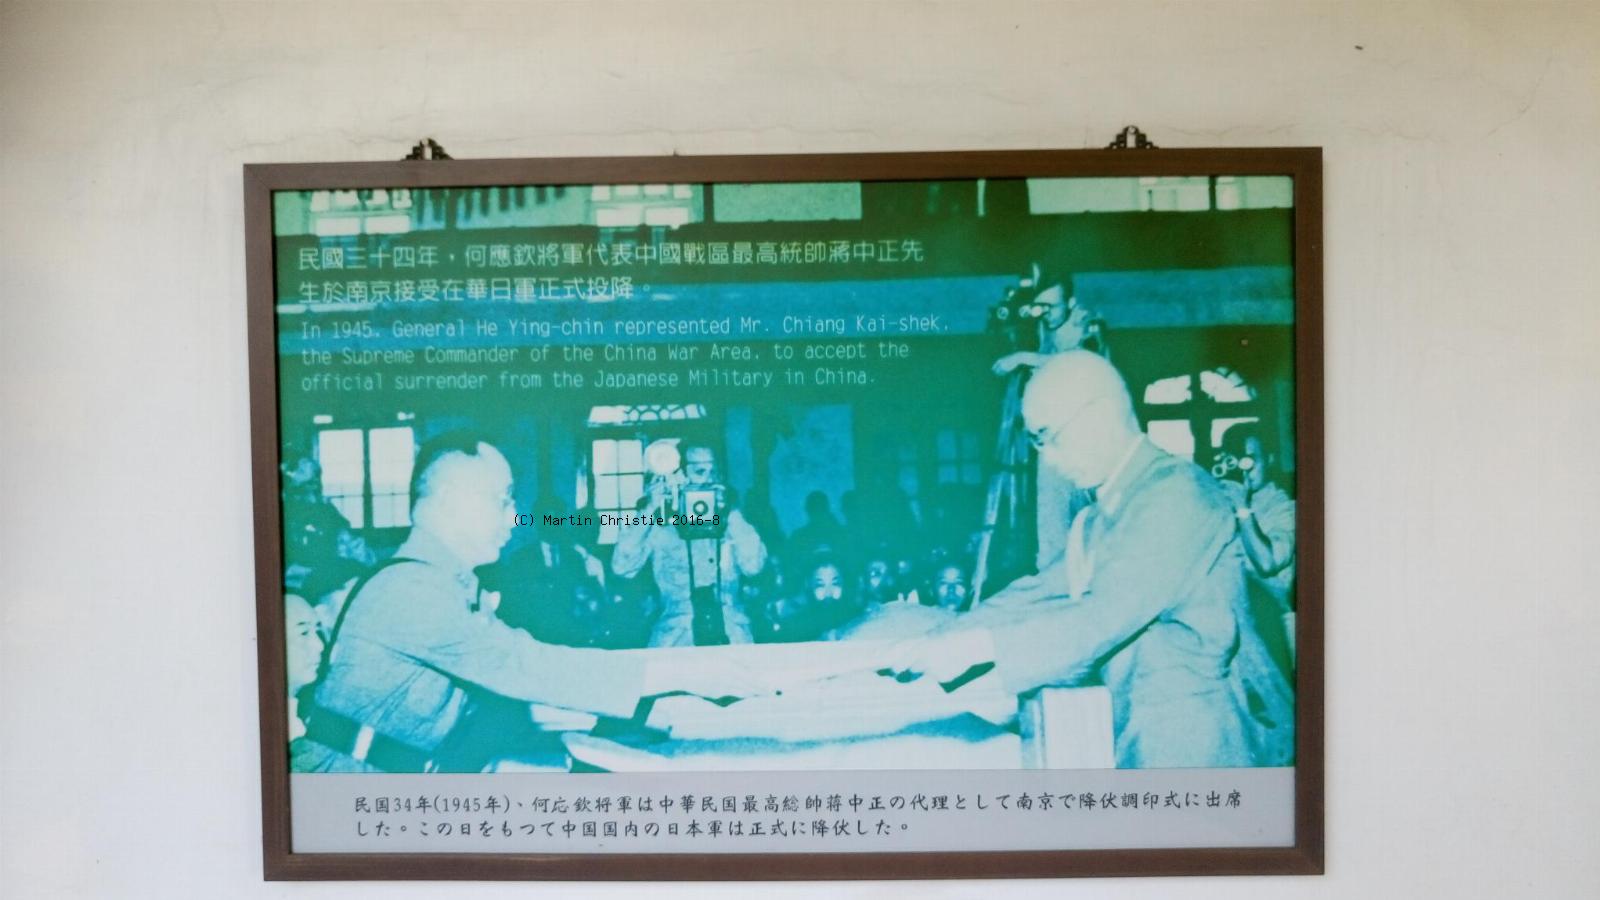 民國三十四年，何應欽將軍代表中國戰區最高統帥蔣中正先
生於南京接受在華日軍正式投降。
In 1945, General He Ying-chin represented Mr. Chiang Kai-shek,
the Supreme Commander of the China War Area, to accept the
official surrender from the Japanese Military in China.
(C) Martin Christie 2016-8
民国34年(1945年)、何応欽将軍は中華民国最高総帥蒋中正の代理として南京で降伏調印式に出席
した。この日をもつて中国国内の日本軍は正式に降伏した。